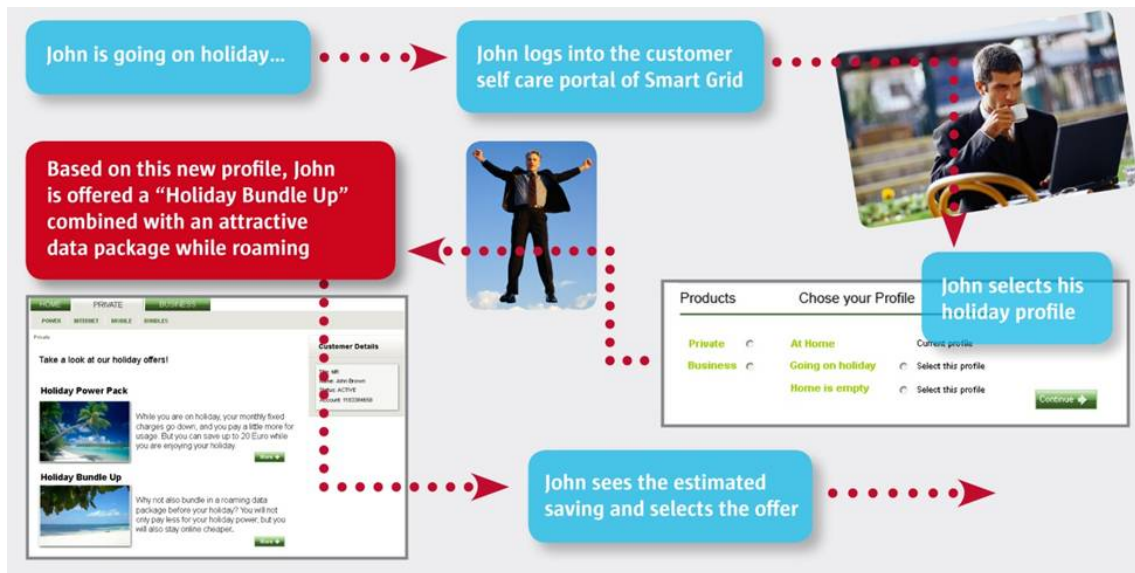 John is going on holiday...
John logs into the customer
self care portal of Smart Grid
John selects his
holiday profile
Products
Chose your Profile
Private
At Home
Current profile
Business
Going on holiday
Select this profile
Home is empty
Select this profile
Continue
Based on this new profile, John
is offered a “Holiday Bundle Up”
combined with an attractive
data package while roaming
HOME PRIVATE BUSINESS
POWER INTERNET MOBILE BUNDLES
Private
Take a look at our holiday offers!
Customer Details
Name: John Brown
Status: ACTIVE
Holiday Power Pack
While you are on holiday, your monthly fixed
charges go down, and you pay a little more for
usage. But you can save up to 20 Euro while
you are enjoying your holiday.
More
Holiday Bundle Up
Why not also bundle in a roaming data
package before your holiday? You will not
only pay less for your holiday power, but you
will also stay online cheaper..
More
John sees the estimated
saving and selects the offer